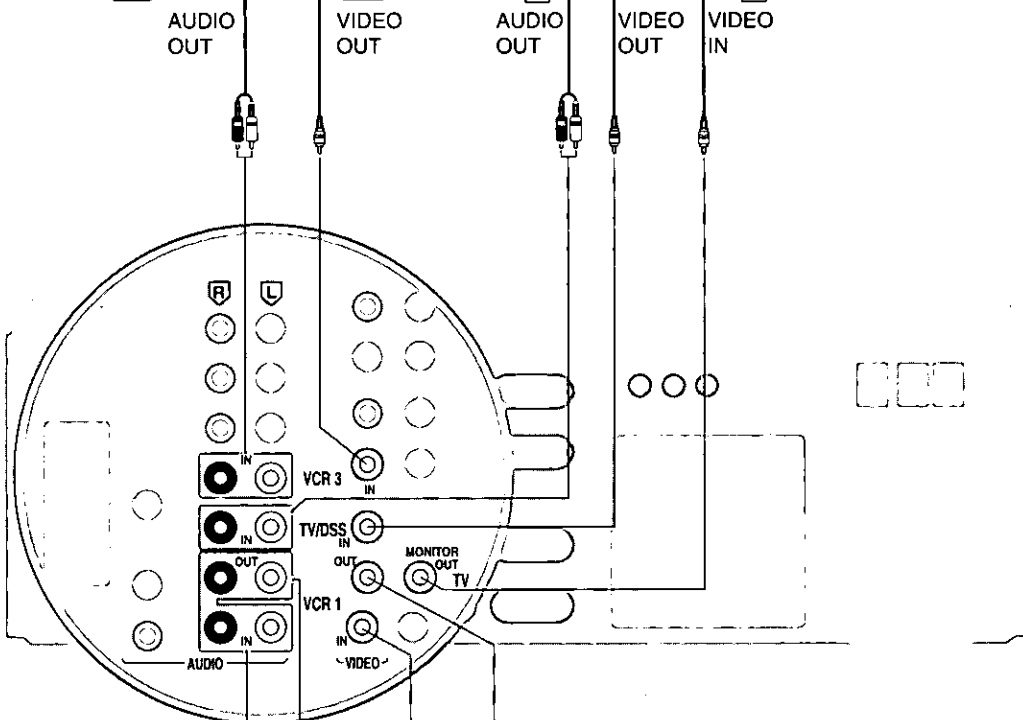 AUDIO
OUT
VIDEO
OUT
AUDIO
OUT
VIDEO
OUT
VIDEO
IN
R L
IN
VCR 3
IN
IN
TV/DSS
IN
OUT
OUT
MONITOR
OUT
TV
VCR 1
IN
IN
AUDIO
VIDEO